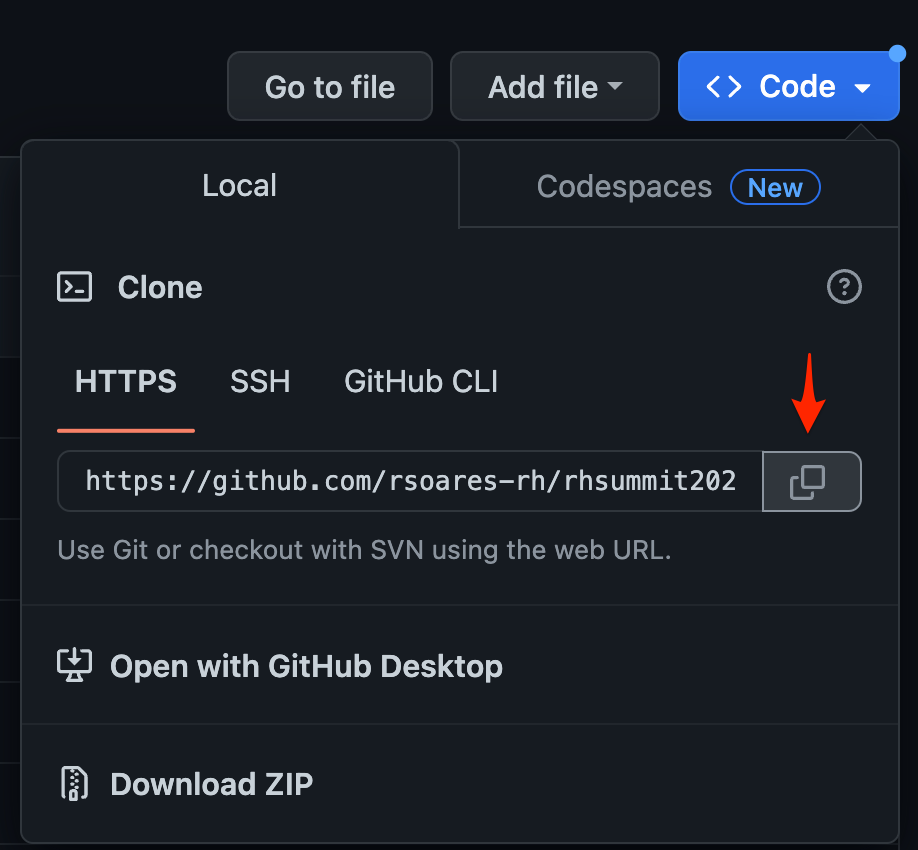 Go to file
Add file
Code
Local
Codespaces
New
Clone
HTTPS
SSH
GitHub CLI
https://github.com/rsoares-rh/rhsummit202
Use Git or checkout with SVN using the web URL.
Open with GitHub Desktop
Download ZIP